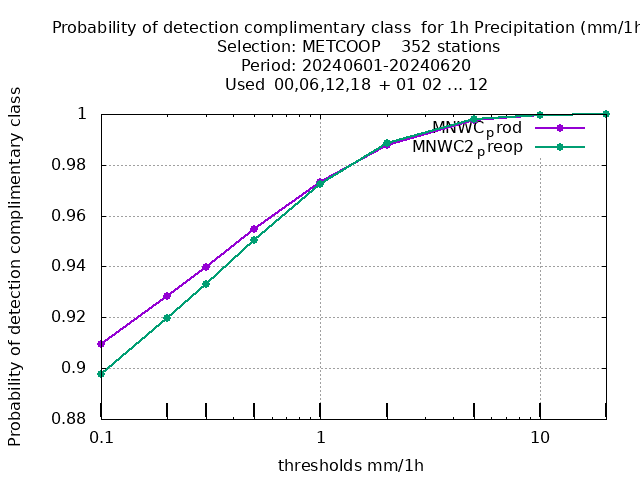 Probability of detection complimentary class for 1h Precipitation (mm/1h
Selection: METCOOP 352 stations
Period: 20240601-20240620
Used 00,06,12,18 + 01 02 ... 12
Probability of detection complimentary class
1
0.98
0.96
0.94
0.92
0.9
0.88
MNWCprod
MNWC2preop
0.1
1
10
thresholds mm/1h